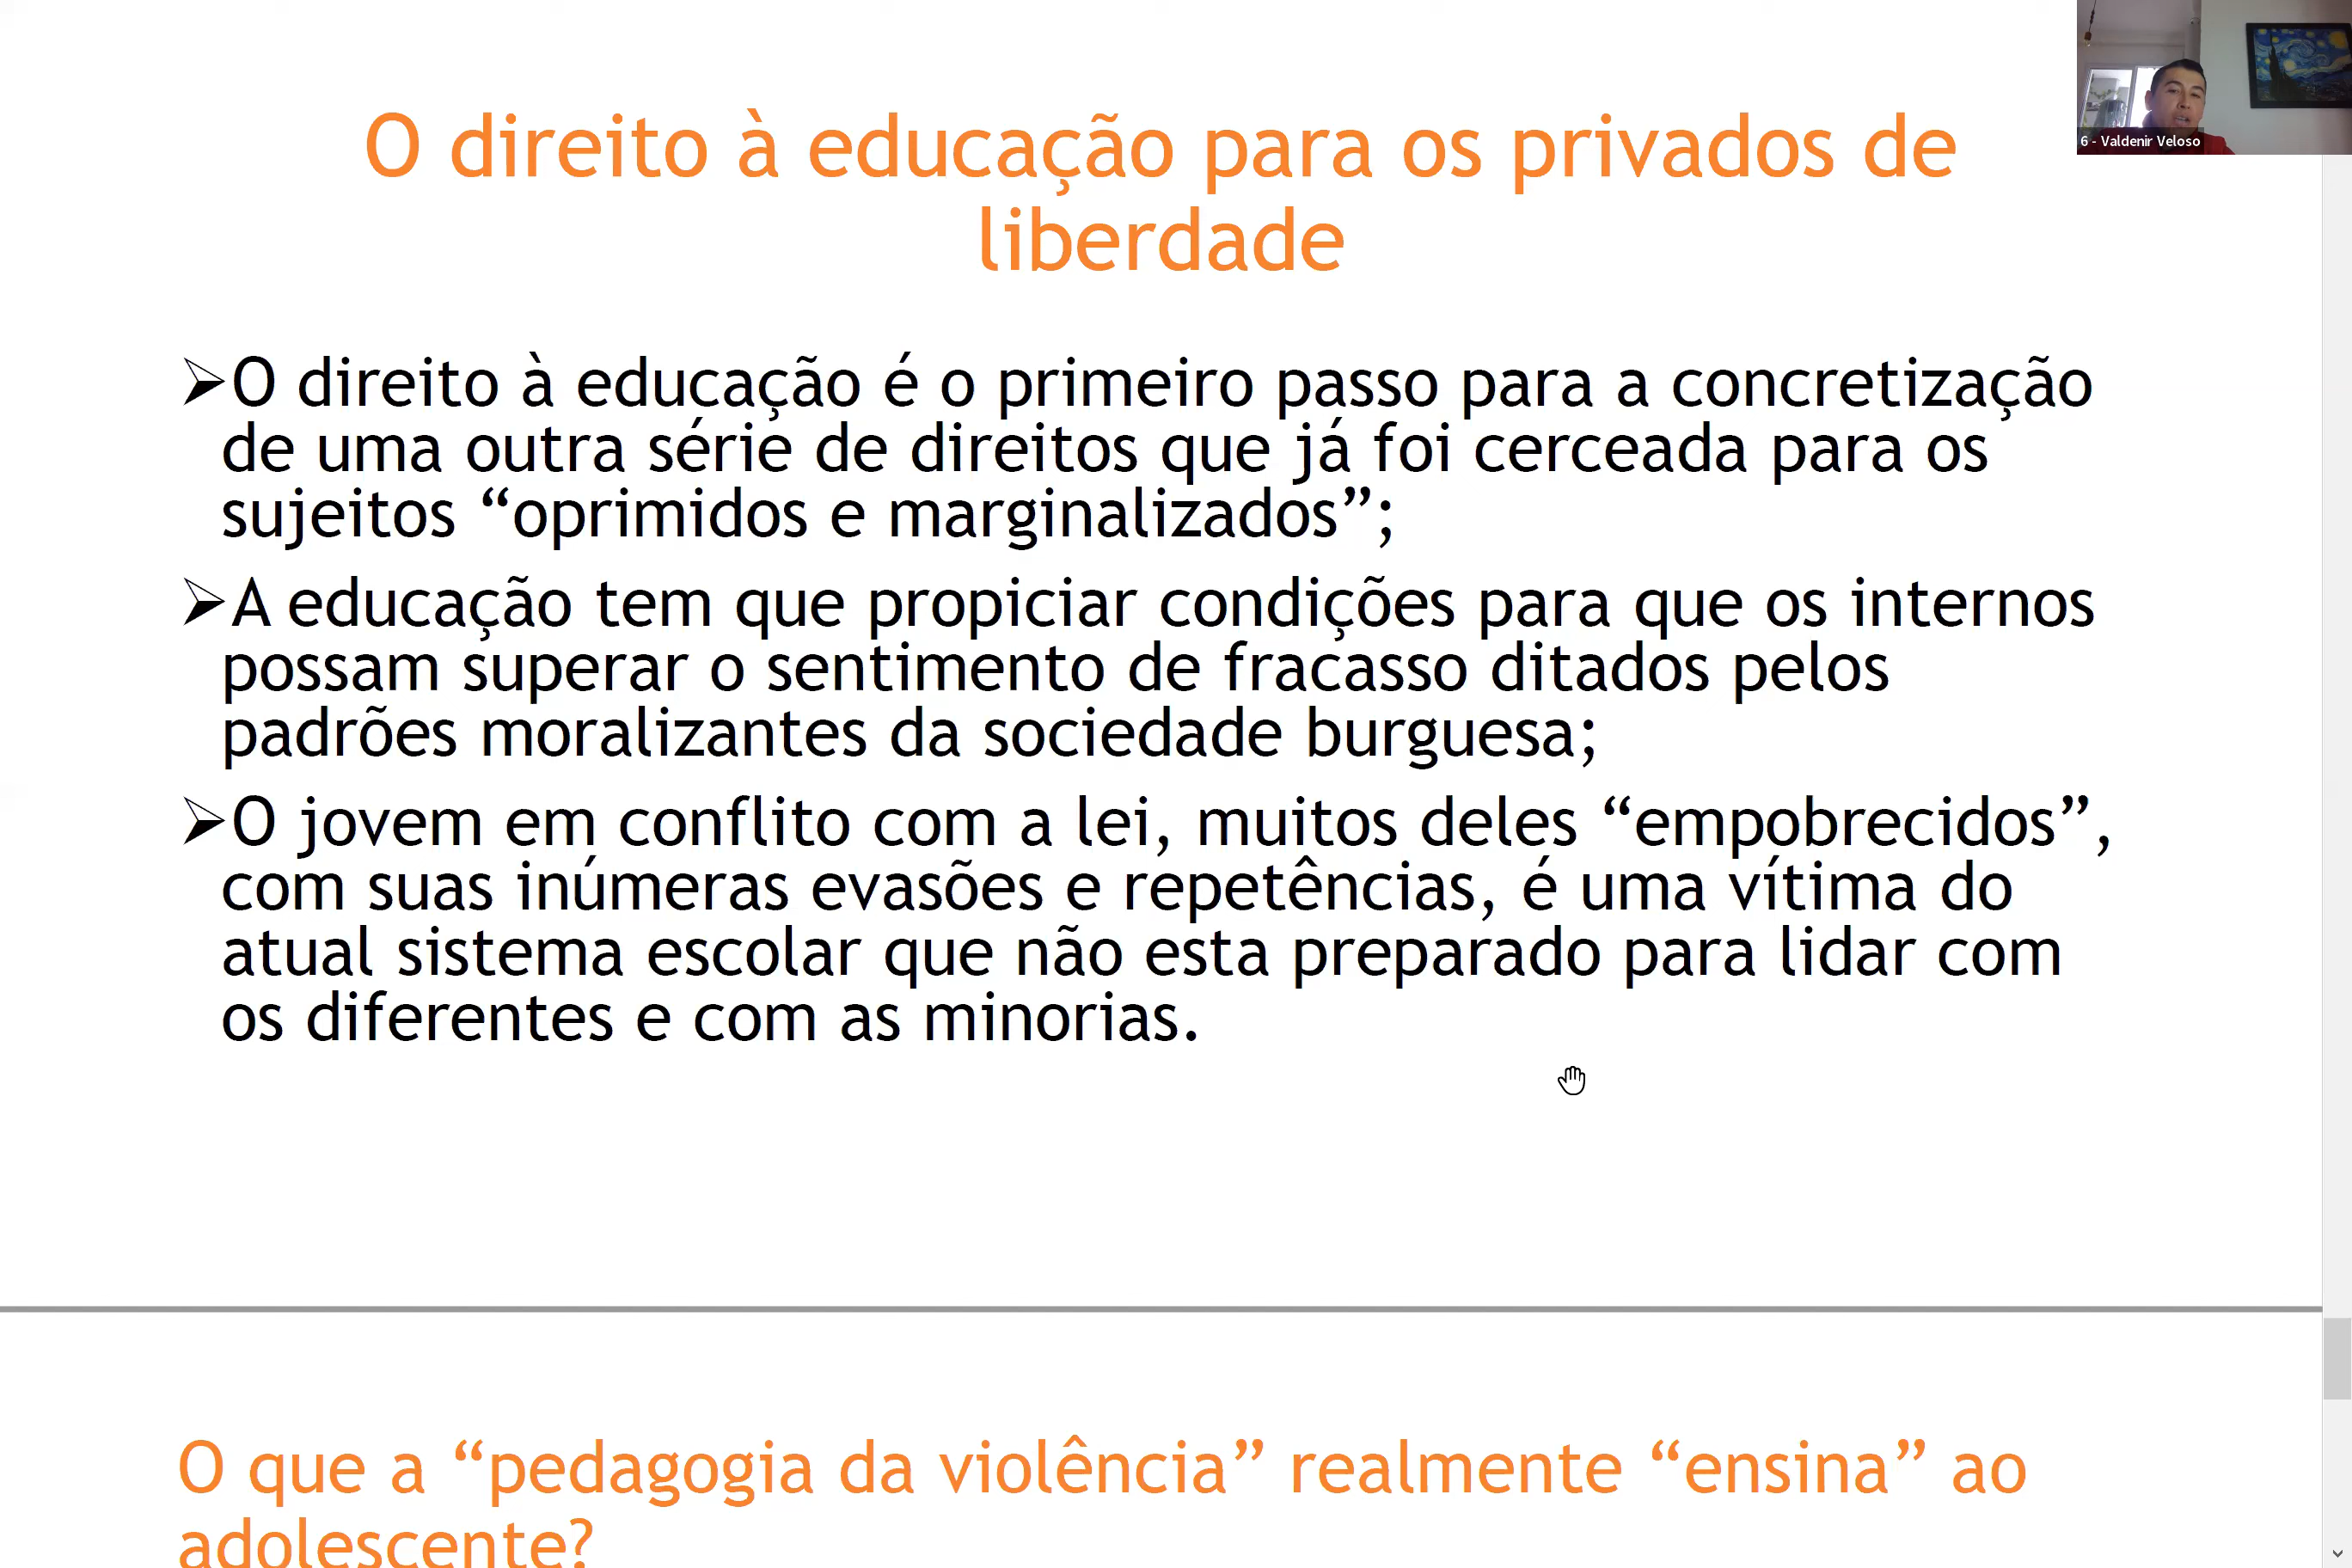 O direito à educação para os privados de
liberdade
6 - Valdenir Veloso
➢O direito à educação é o primeiro passo para a concretização
de uma outra série de direitos que já foi cerceada para os
sujeitos “oprimidos e marginalizados”;
➢A educação tem que propiciar condições para que os internos
possam superar o sentimento de fracasso ditados pelos
padrões moralizantes da sociedade burguesa;
➢O jovem em conflito com a lei, muitos deles “empobrecidos”,
com suas inúmeras evasões e repetências, é uma vítima do
atual sistema escolar que não esta preparado para lidar com
os diferentes e com as minorias.
O que a “pedagogia da violência” realmente “ensina” ao
adolescente?